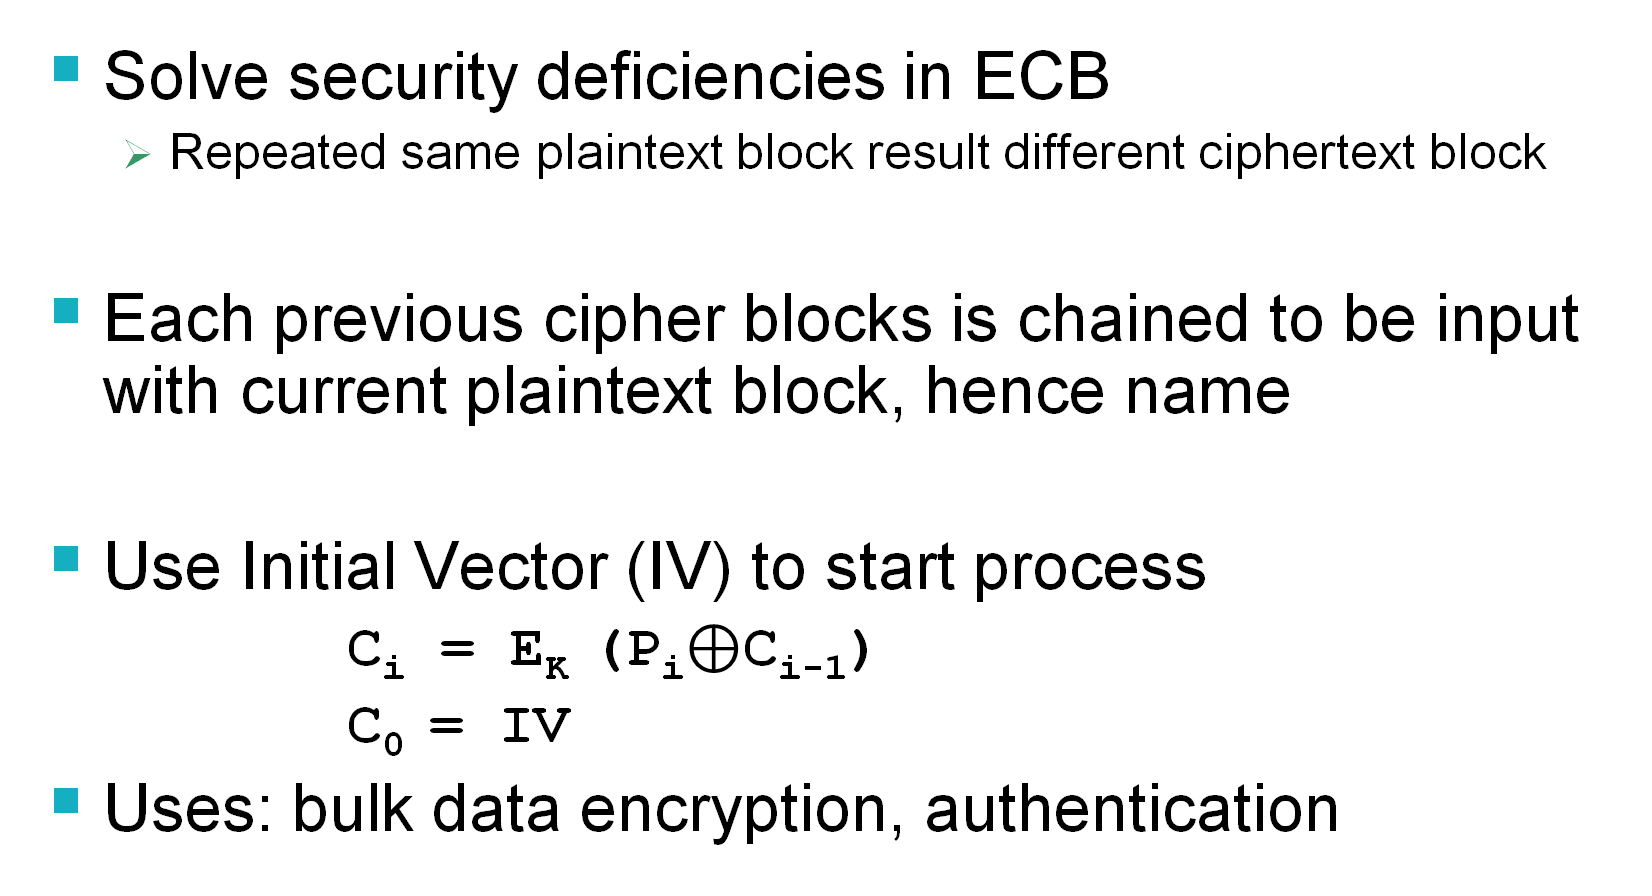 Solve security deficiencies in ECB
Repeated same plaintext block result different ciphertext block
Each previous cipher blocks is chained to be input
with current plaintext block, hence name
Use Initial Vector (IV) to start process
Cᵢ = Eₖ (Pᵢ⊕Cᵢ₋₁)
C₀ = IV
Uses: bulk data encryption, authentication